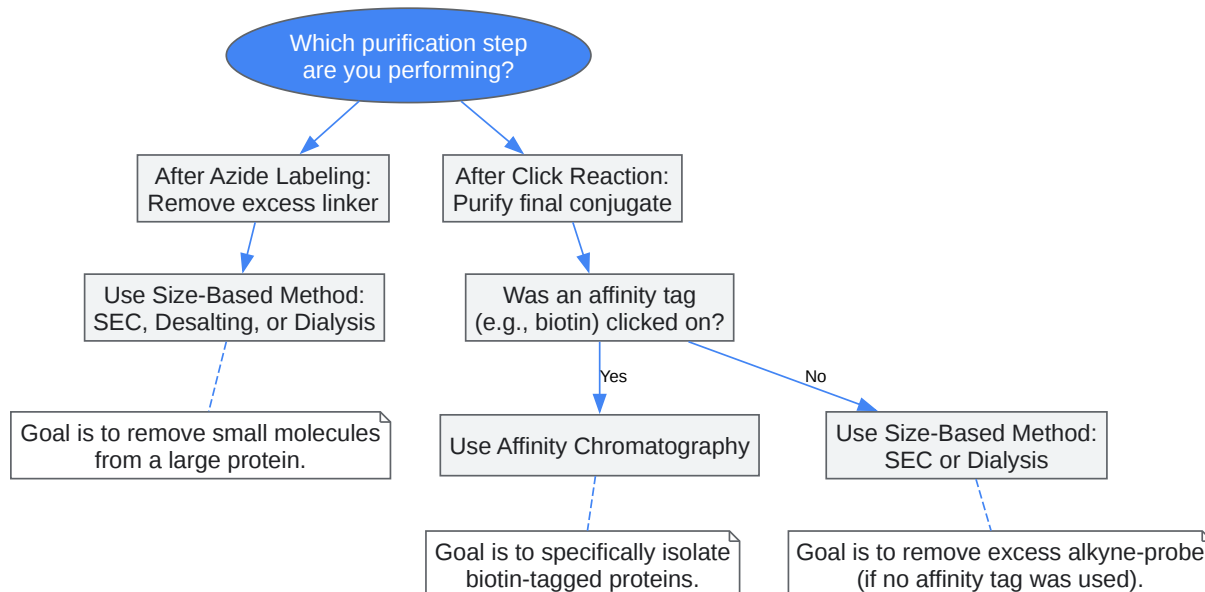 Which purification step
are you performing?
After Azide Labeling:
Remove excess linker
After Click Reaction:
Purify final conjugate
Use Size-Based Method:
SEC, Desalting, or Dialysis
Was an affinity tag
(e.g., biotin) clicked on?
Yes
No
Goal is to remove small molecules
from a large protein.
Use Affinity Chromatography
Use Size-Based Method:
SEC or Dialysis
Goal is to specifically isolate
biotin-tagged proteins.
Goal is to remove excess alkyne-probe
(if no affinity tag was used).